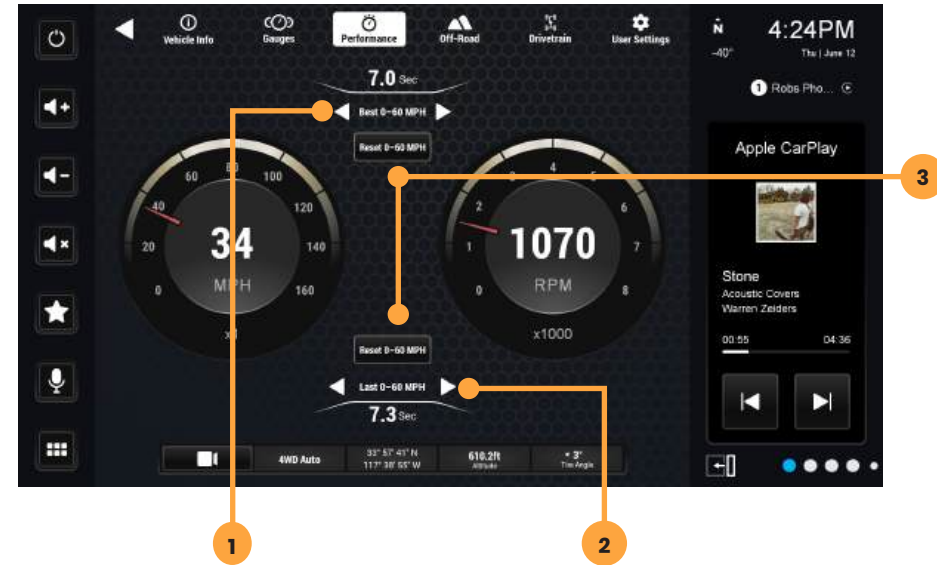 Vehicle Info
Gauges
Performance
Off-Road
Drivetrain
User Settings
N
-40°
4:24PM
Thu | June 12
1 Robs Pho...
7.0 Sec
Best 0-60 MPH
Reset 0-60 MPH
0
20
40
60
80
100
120
140
160
34
MPH
x1
0
1
2
3
4
5
6
7
8
1070
RPM
x1000
Reset 0-60 MPH
Last 0-60 MPH
7.3 Sec
4WD Auto
33° 57' 41" N
117° 38' 55" W
610.2ft
Altitude
3°
Tire Angle
Apple CarPlay
Stone
Acoustic Covers
Warren Zeiders
00:55
04:36
3
1
2